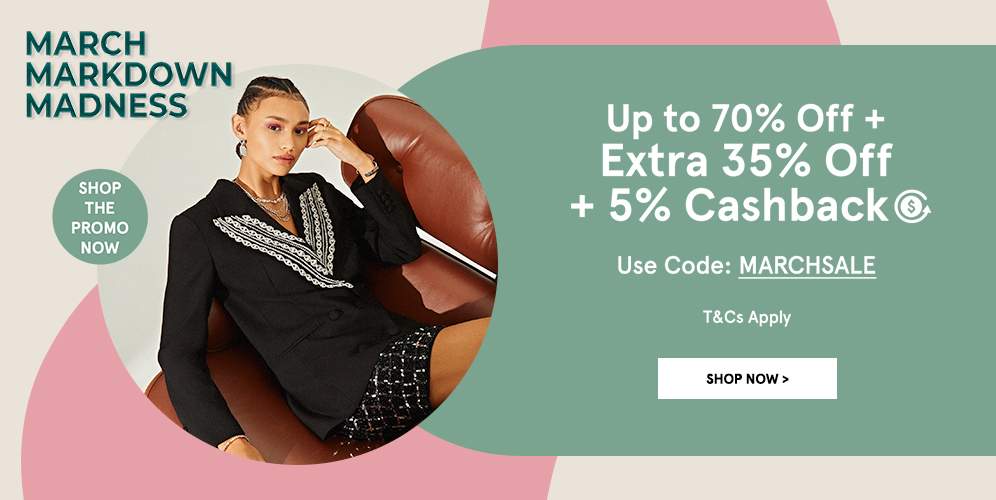 MARCH
MARKDOWN
MADNESS
SHOP
THE
PROMO
NOW
Up to 70% Off +
Extra 35% Off
+ 5% Cashback
Use Code: MARCHSALE
T&Cs Apply
SHOP NOW >